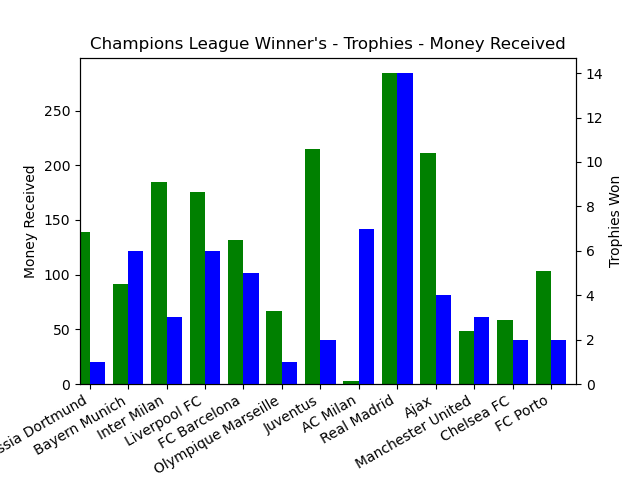 Champions League Winner's - Trophies - Money Received
Money Received
250
200
150
100
50
0
14
12
10
8
6
4
2
0
Trophies Won
ssia Dortmund
Bayern Munich
Inter Milan
Liverpool FC
FC Barcelona
Olympique Marseille
Juventus
AC Milan
Real Madrid
Ajax
Manchester United
Chelsea FC
FC Porto